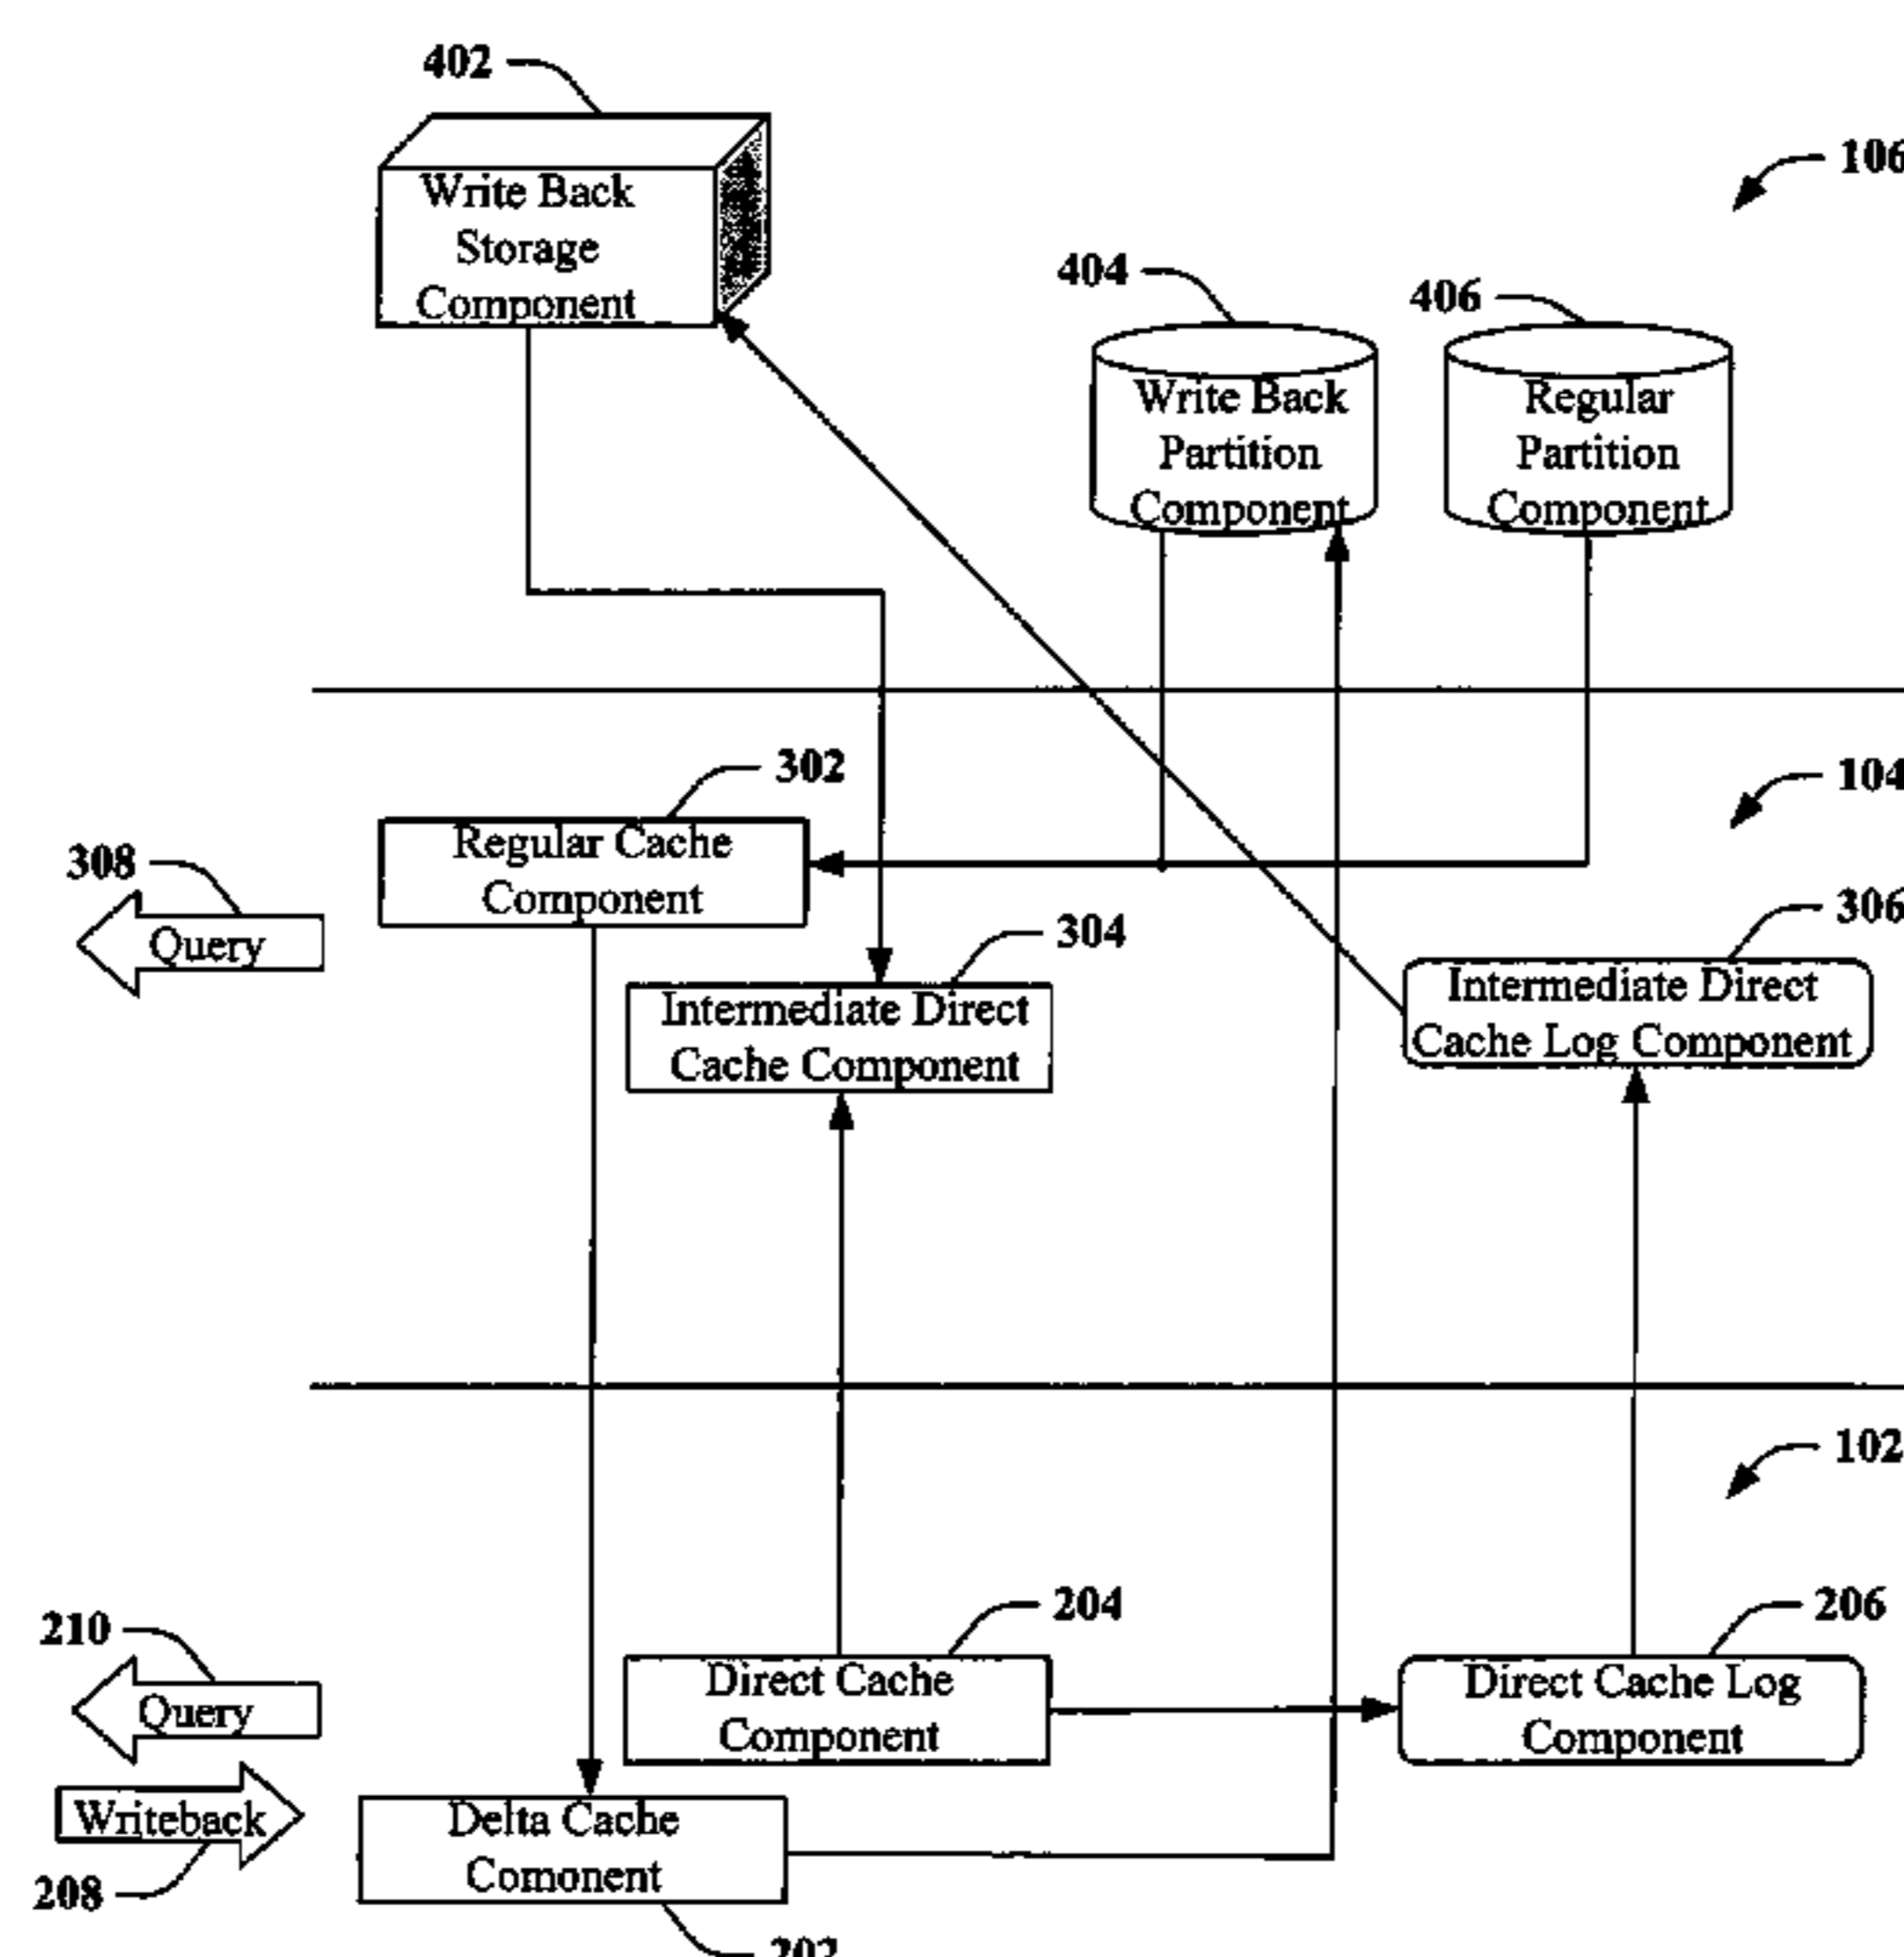 402
Write Back
Storage
Component
106
404
Write Back
Partition
Component
406
Regular
Partition
Component
302
Regular Cache
Component
104
308
Query
304
Intermediate Direct
Cache Component
306
Intermediate Direct
Cache Log Component
102
210
Query
204
Direct Cache
Component
206
Direct Cache Log
Component
Writeback
208
Delta Cache
Comonent
202